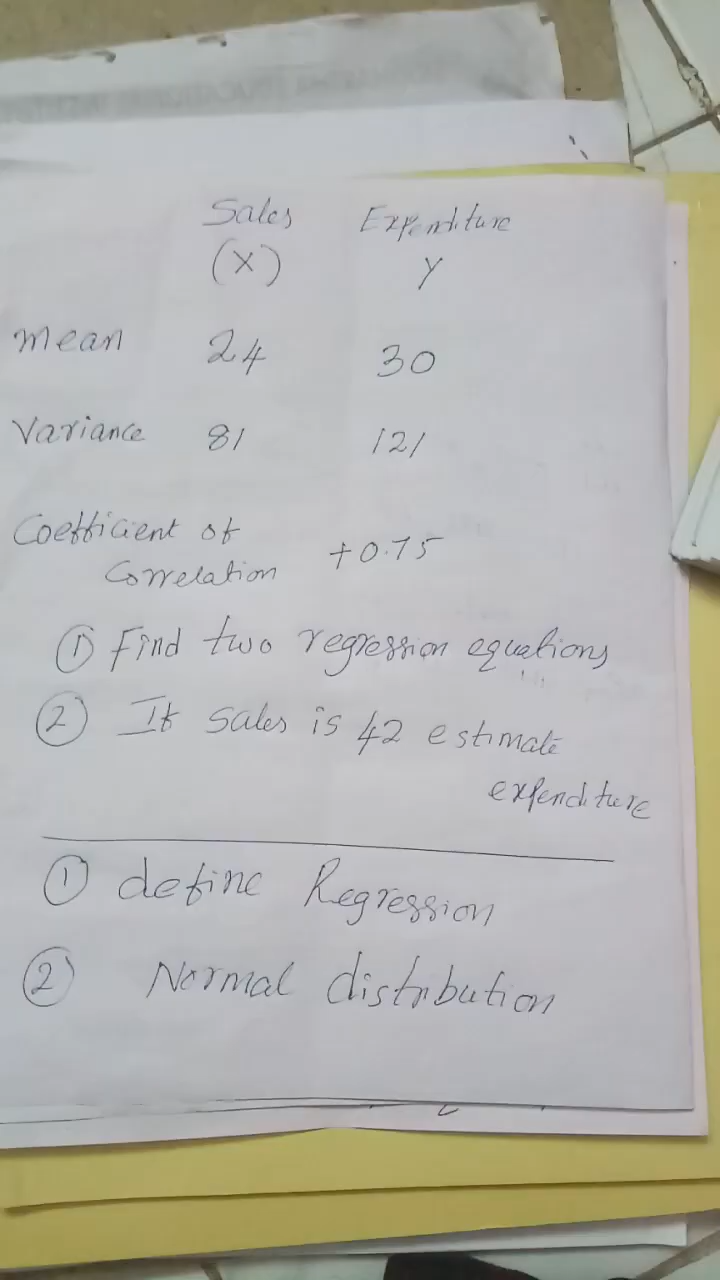 Sales Expenditure
(X) Y
mean 24 30
Variance 81 121
Coefficient of
Correlation +0.75
① Find two regression equations
② If sales is 42 estimate
expenditure
① define Regression
② Normal distribution